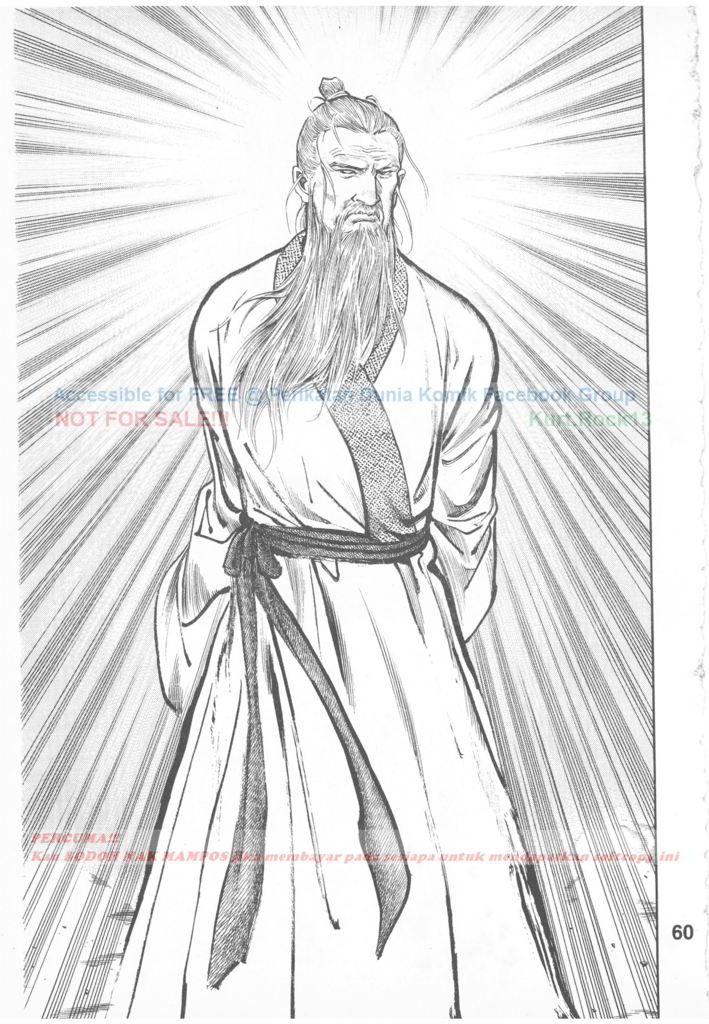 Accessible for FREE @ Perikatan Dunia Komik Facebook Group
NOT FOR SALE!!! Kurt.Rock13
PERCUMA!!
Kau BODOH NAK MAMPOS jika membayar pada sesiapa untuk mendapatkan softcopy ini
60